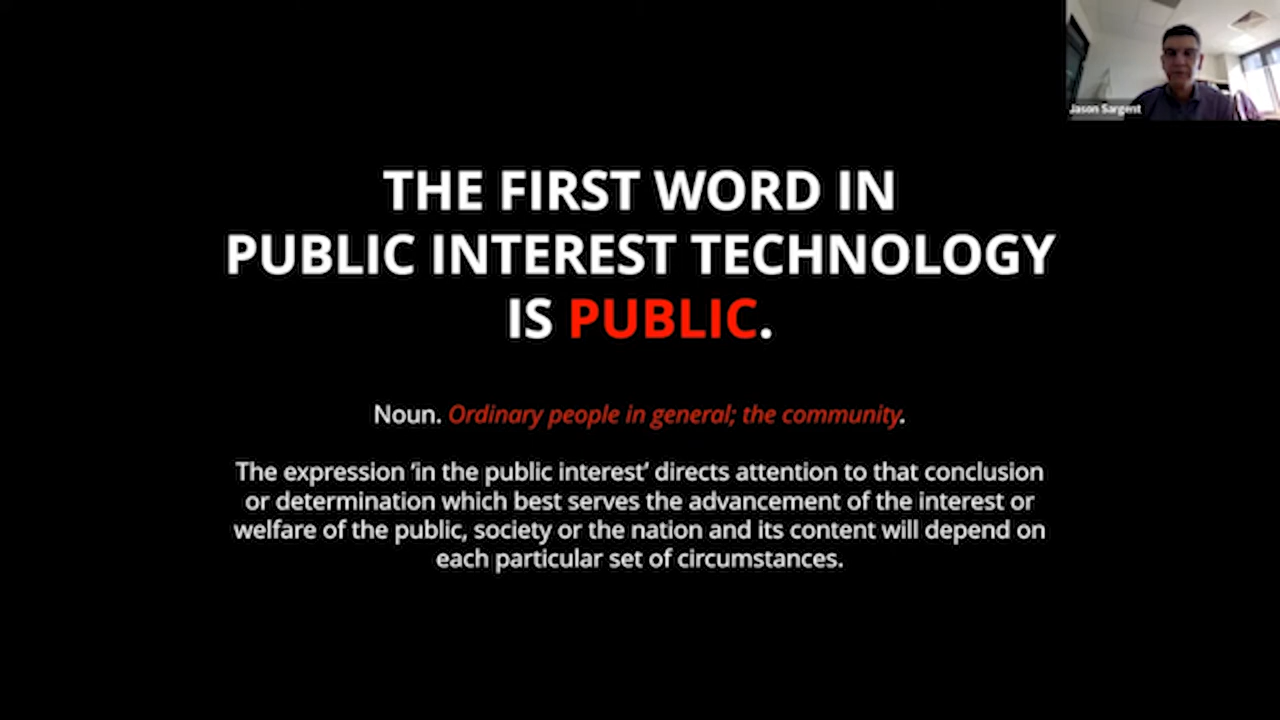 Jason Sargent
THE FIRST WORD IN
PUBLIC INTEREST TECHNOLOGY
IS PUBLIC.
Noun. Ordinary people in general; the community.
The expression ‘in the public interest’ directs attention to that conclusion
or determination which best serves the advancement of the interest or
welfare of the public, society or the nation and its content will depend on
each particular set of circumstances.